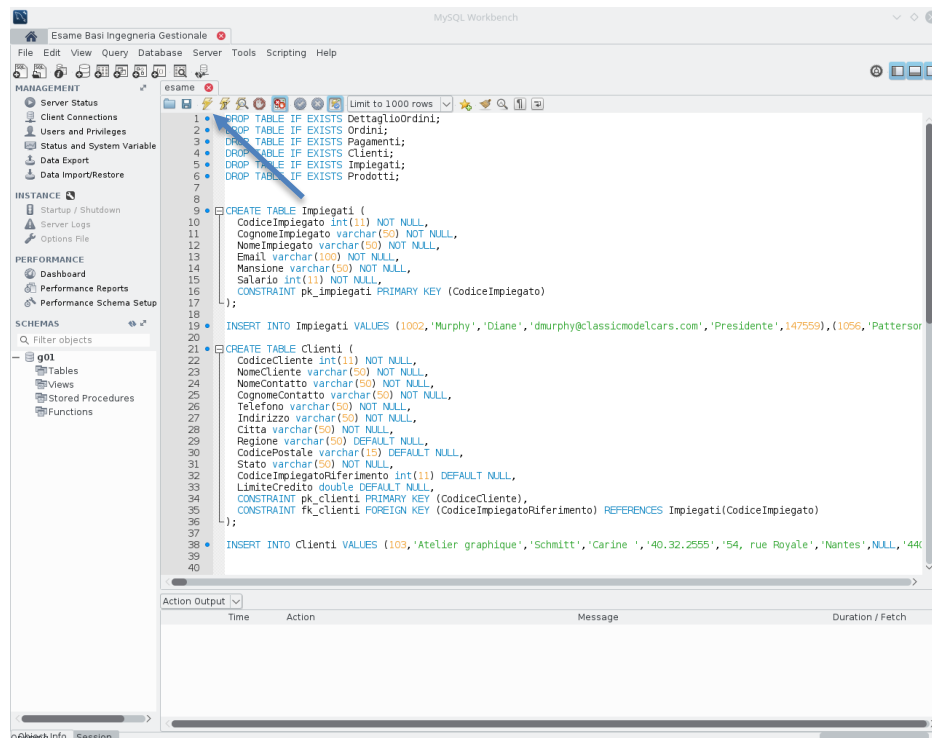 MySQL Workbench
Esame Basi Ingegneria Gestionale
File Edit View Query Database Server Tools Scripting Help
MANAGEMENT
Server Status
Client Connections
Users and Privileges
Status and System Variable
Data Export
Data Import/Restore
INSTANCE
Startup / Shutdown
Server Logs
Options File
PERFORMANCE
Dashboard
Performance Reports
Performance Schema Setup
SCHEMAS
Filter objects
g01
Tables
Views
Stored Procedures
Functions
esame
Limit to 1000 rows
1 DROP TABLE IF EXISTS DettaglioOrdini;
2 DROP TABLE IF EXISTS Ordini;
3 DROP TABLE IF EXISTS Pagamenti;
4 DROP TABLE IF EXISTS Clienti;
5 DROP TABLE IF EXISTS Impiegati;
6 DROP TABLE IF EXISTS Prodotti;
7
8
9 CREATE TABLE Impiegati (
10 CodiceImpiegato int(11) NOT NULL,
11 CognomeImpiegato varchar(50) NOT NULL,
12 NomeImpiegato varchar(50) NOT NULL,
13 Email varchar(100) NOT NULL,
14 Mansione varchar(50) NOT NULL,
15 Salario int(11) NOT NULL,
16 CONSTRAINT pk_impiegati PRIMARY KEY (CodiceImpiegato)
17 );
18
19 INSERT INTO Impiegati VALUES (1002,'Murphy','Diane','dmurphy@classicmodelcars.com','Presidente',147559),(1056,'Patterson
20
21 CREATE TABLE Clienti (
22 CodiceCliente int(11) NOT NULL,
23 NomeCliente varchar(50) NOT NULL,
24 NomeContatto varchar(50) NOT NULL,
25 CognomeContatto varchar(50) NOT NULL,
26 Telefono varchar(50) NOT NULL,
27 Indirizzo varchar(50) NOT NULL,
28 Citta varchar(50) NOT NULL,
29 Regione varchar(50) DEFAULT NULL,
30 CodicePostale varchar(15) DEFAULT NULL,
31 Stato varchar(50) NOT NULL,
32 CodiceImpiegatoRiferimento int(11) DEFAULT NULL,
33 LimiteCredito double DEFAULT NULL,
34 CONSTRAINT pk_clienti PRIMARY KEY (CodiceCliente),
35 CONSTRAINT fk_clienti FOREIGN KEY (CodiceImpiegatoRiferimento) REFERENCES Impiegati(CodiceImpiegato)
36 );
37
38 INSERT INTO Clienti VALUES (103,'Atelier graphique','Schmitt','Carine ','40.32.2555','54, rue Royale','Nantes',NULL,'440
39
40
Action Output
Time Action Message Duration / Fetch
Info Session